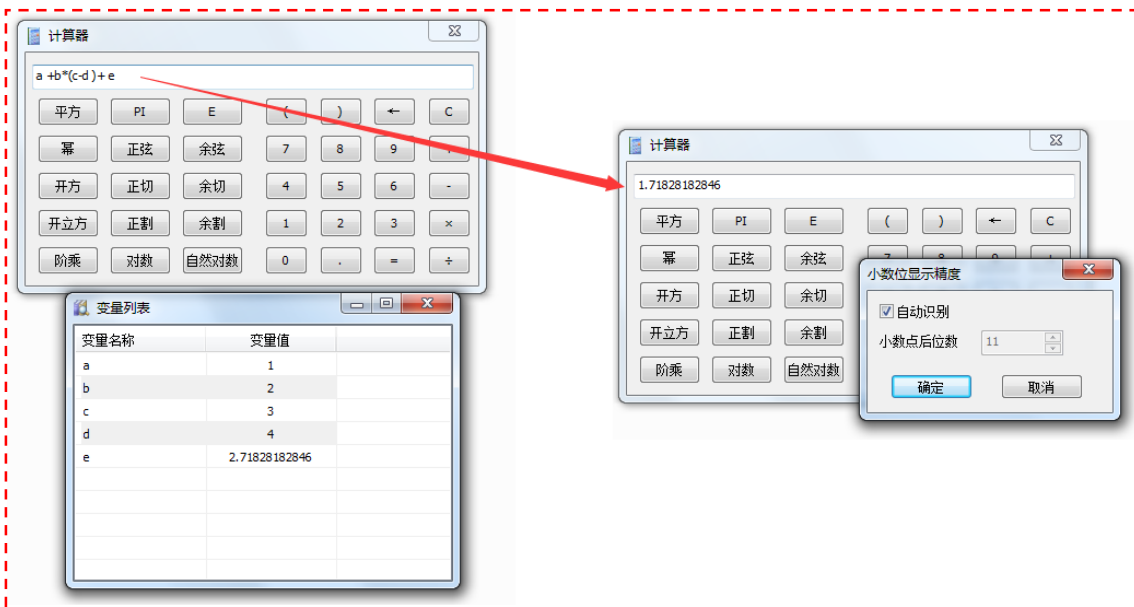 计算器
a +b*(c-d )+ e
平方 PI E ( ) ← C
幂 正弦 余弦 7 8 9
开方 正切 余切 4 5 6 -
开立方 正割 余割 1 2 3 ×
阶乘 对数 自然对数 0 . = ÷
变量列表
变量名称 变量值
a 1
b 2
c 3
d 4
e 2.71828182846
计算器
1.71828182846
平方 PI E ( ) ← C
幂 正弦 余弦
开方 正切 余切
开立方 正割 余割
阶乘 对数 自然对数
小数位显示精度
自动识别
小数点后位数 11
确定 取消